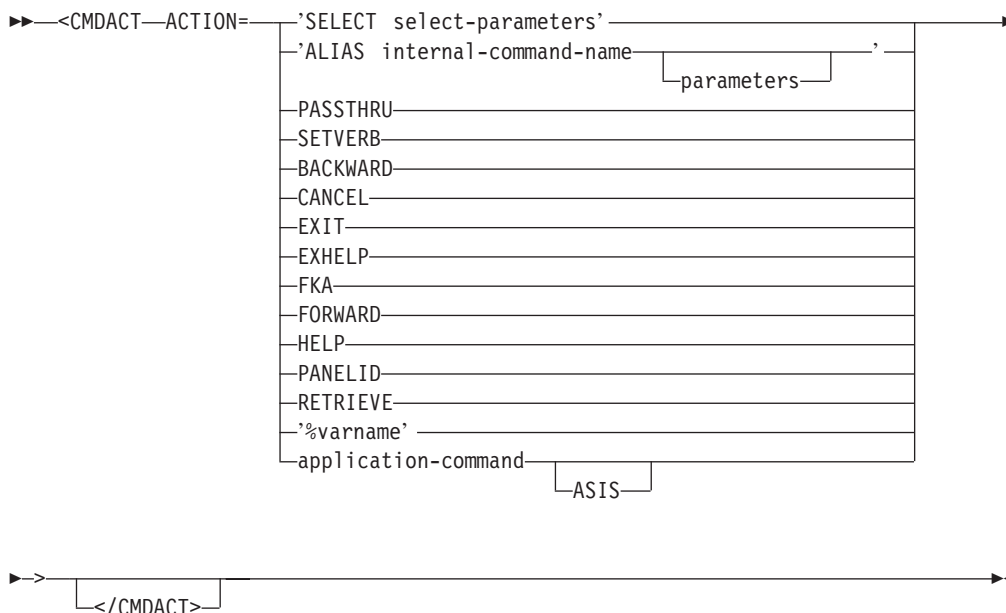 <CMDACT ACTION= 'SELECT select-parameters'
'ALIAS internal-command-name parameters '
PASSTHRU
SETVERB
BACKWARD
CANCEL
EXIT
EXHELP
FKA
FORWARD
HELP
PANELID
RETRIEVE
'%varname'
application-command
ASIS
>
</CMDACT>